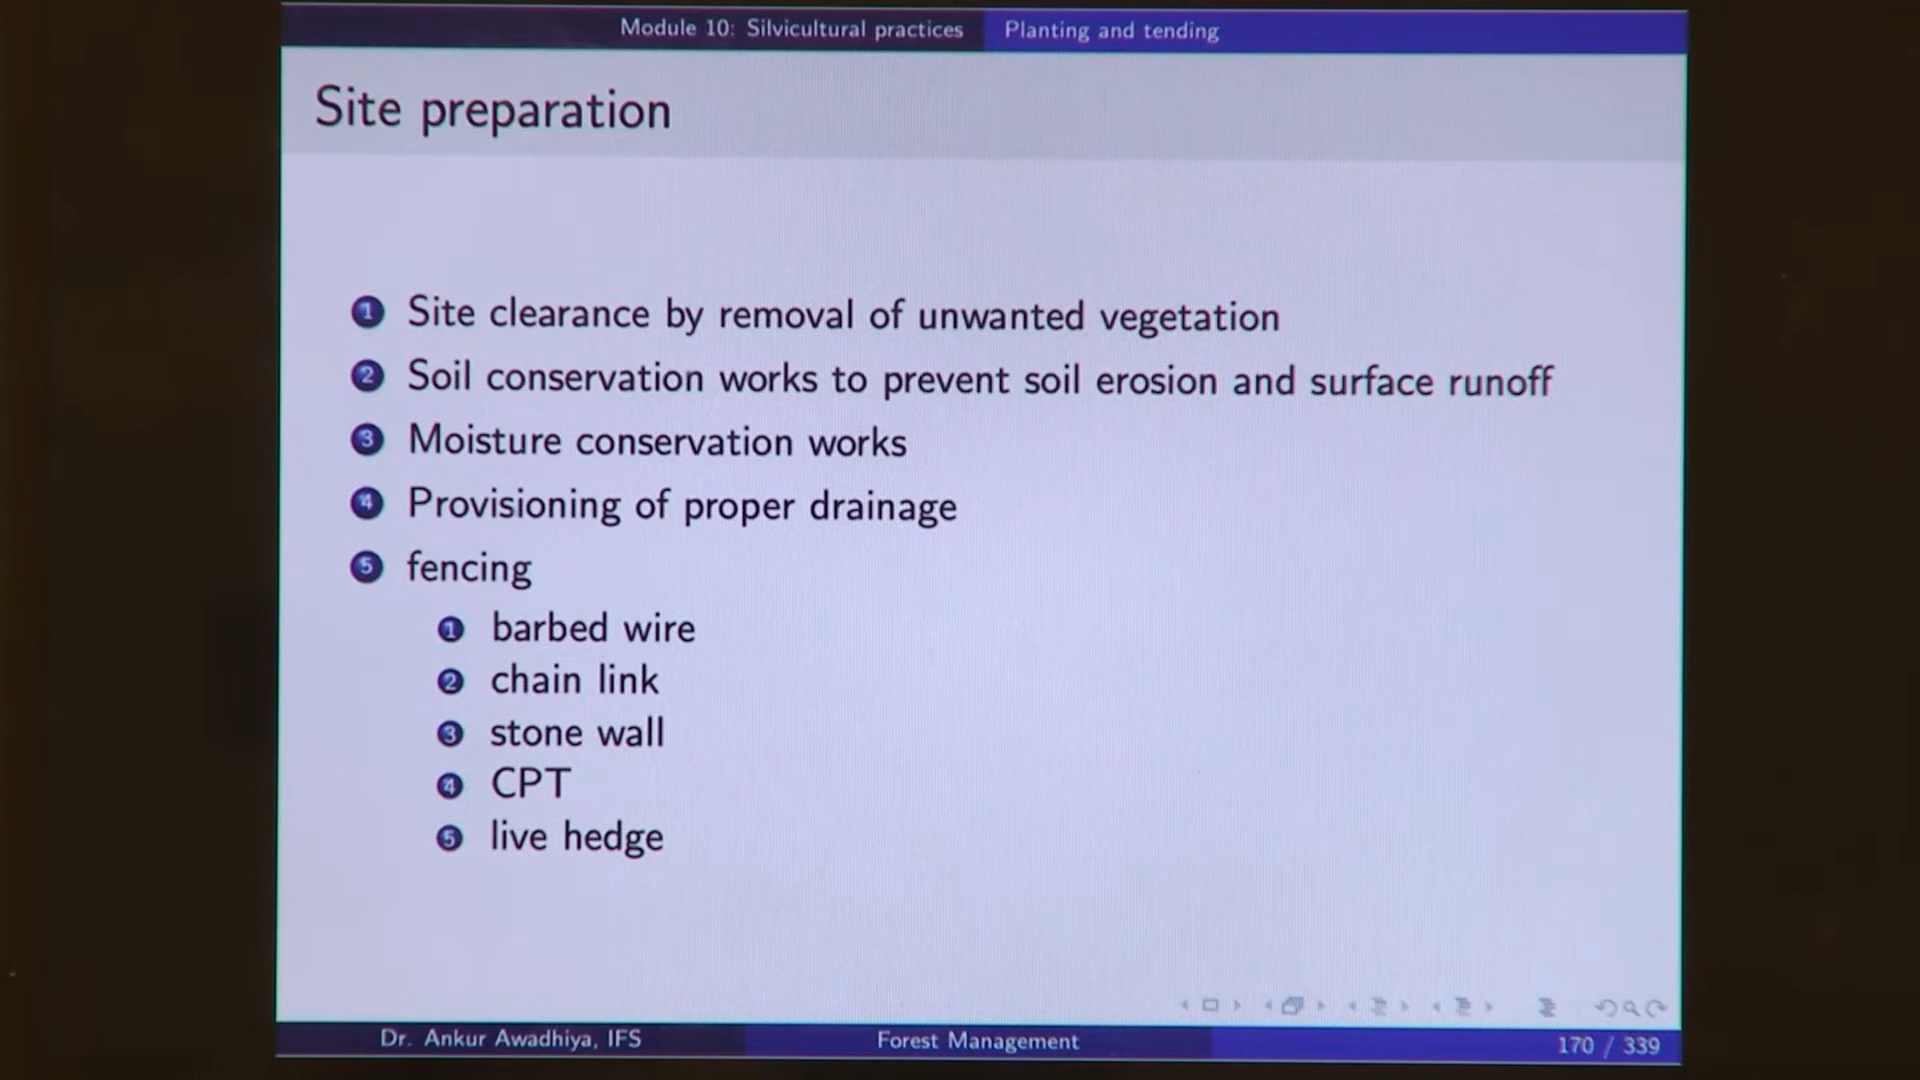 Module 10: Silvicultural practices Planting and tending
Site preparation
1 Site clearance by removal of unwanted vegetation
2 Soil conservation works to prevent soil erosion and surface runoff
3 Moisture conservation works
4 Provisioning of proper drainage
5 fencing
1 barbed wire
2 chain link
3 stone wall
4 CPT
5 live hedge
Dr. Ankur Awadhiya, IFS Forest Management 170 / 339